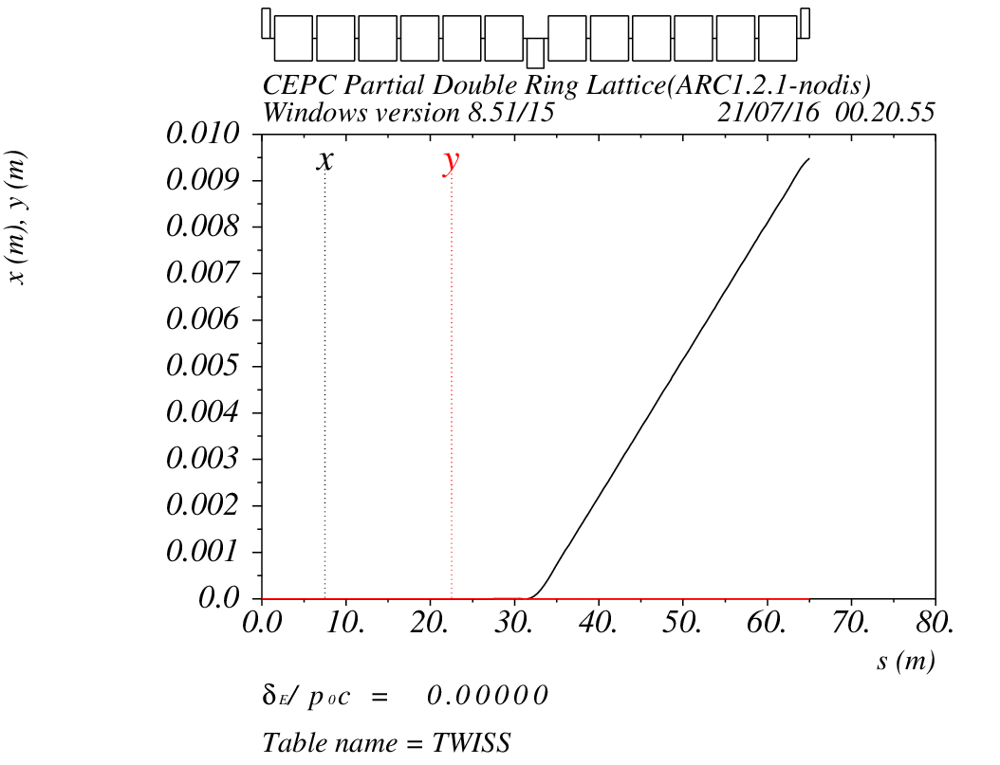 CEPC Partial Double Ring Lattice(ARC1.2.1-nodis)
Windows version 8.51/15 21/07/16 00.20.55
x (m), y (m)
x y
0.010
0.009
0.008
0.007
0.006
0.005
0.004
0.003
0.002
0.001
0.0
0.0 10. 20. 30. 40. 50. 60. 70. 80.
s (m)
δE/ p0c = 0.00000
Table name = TWISS